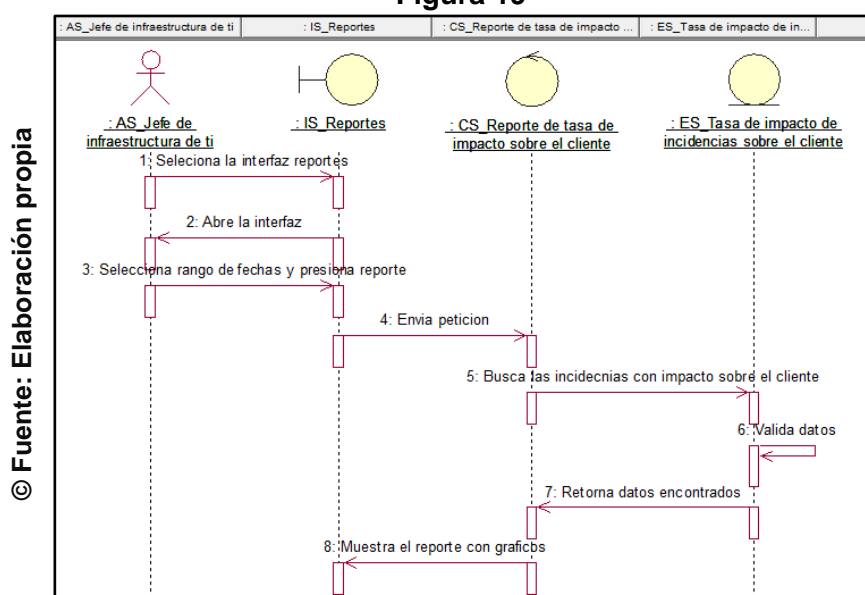 : AS_Jefe de infraestructura de ti
: IS_Reportes
: CS_Reporte de tasa de impacto ...
: ES_Tasa de impacto de in...
: AS_Jefe de
infraestructura de ti
: IS_Reportes
: CS_Reporte de tasa de
impacto sobre el cliente
: ES_Tasa de impacto de
incidencias sobre el cliente
1: Seleciona la interfaz reportes
2: Abre la interfaz
3: Selecciona rango de fechas y presiona reporte
4: Envia peticion
5: Busca las incidecnias con impacto sobre el cliente
6: Valida datos
7: Retorna datos encontrados
8: Muestra el reporte con graficos
© Fuente: Elaboración propia